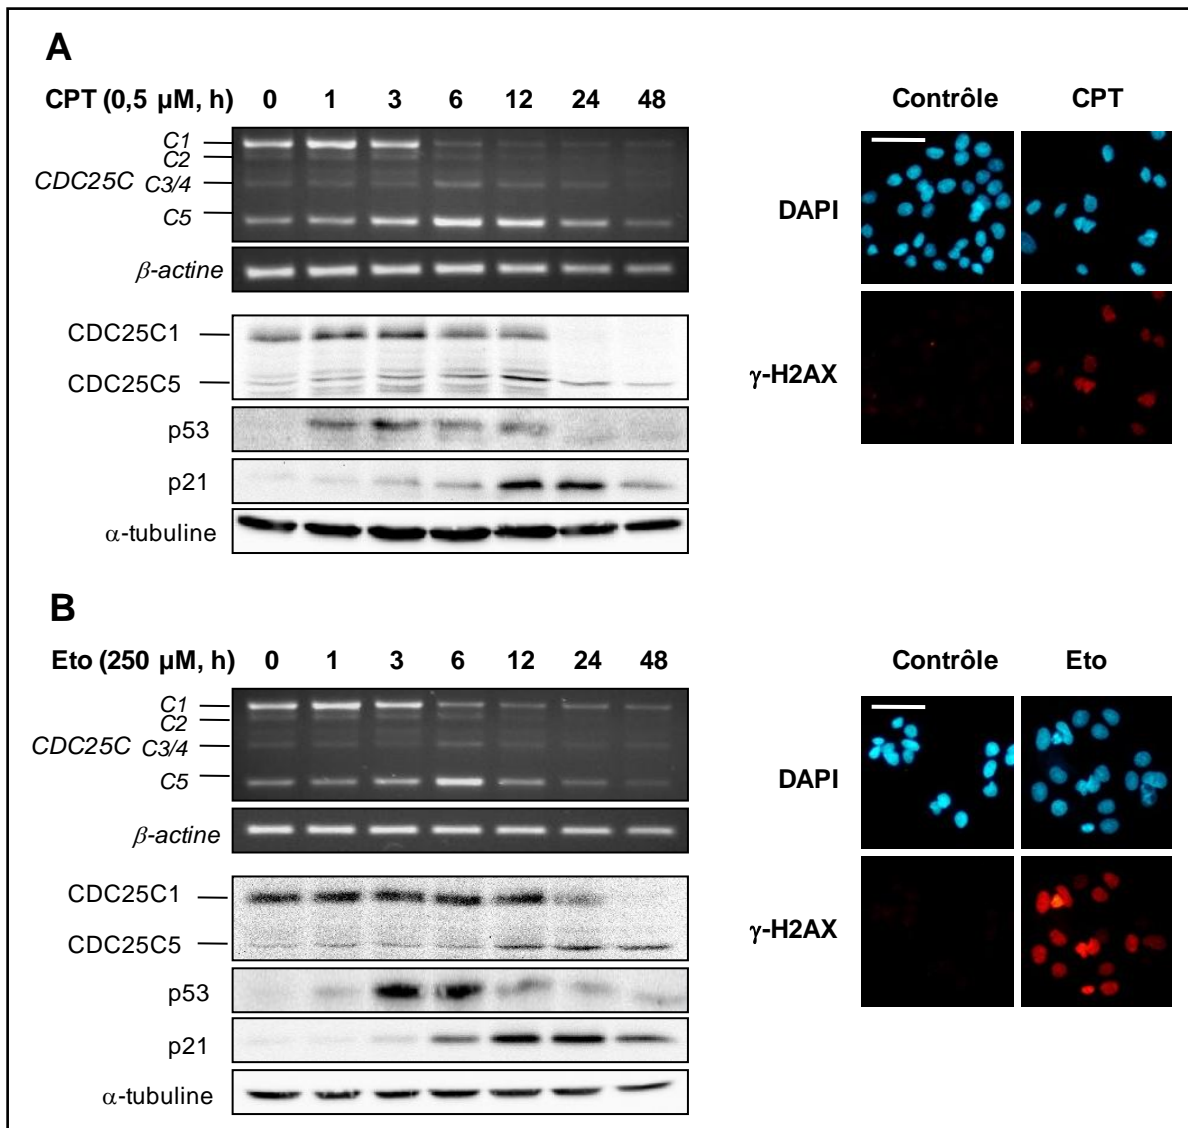 A
CPT (0,5 µM, h) 0 1 3 6 12 24 48
C1
C2
CDC25C C3/4
C5
β-actine
CDC25C1
CDC25C5
p53
p21
α-tubuline
Contrôle CPT
DAPI
γ-H2AX
B
Eto (250 µM, h) 0 1 3 6 12 24 48
C1
C2
CDC25C C3/4
C5
β-actine
CDC25C1
CDC25C5
p53
p21
α-tubuline
Contrôle Eto
DAPI
γ-H2AX